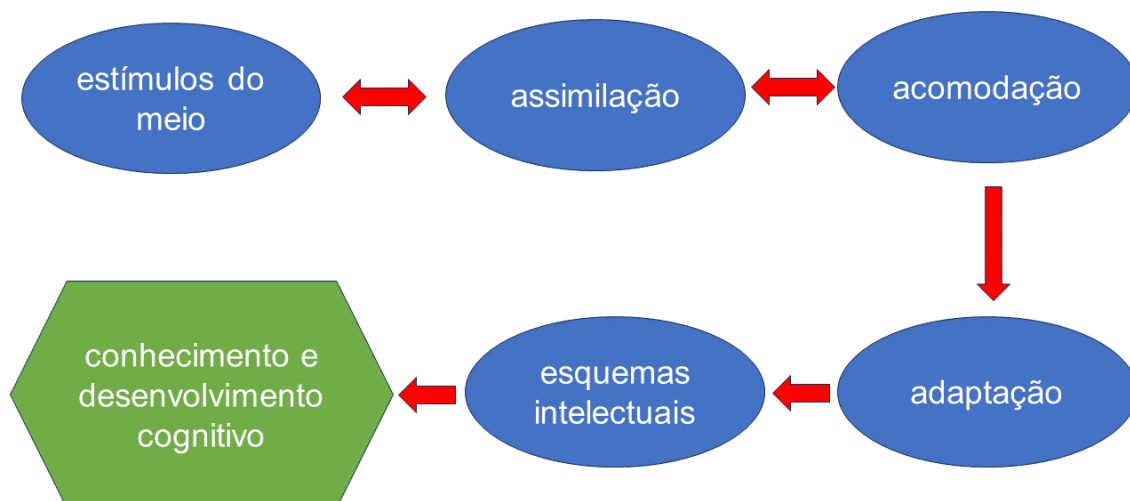 estímulos do
meio
assimilação
acomodação
conhecimento e
desenvolvimento
cognitivo
esquemas
intelectuais
adaptação